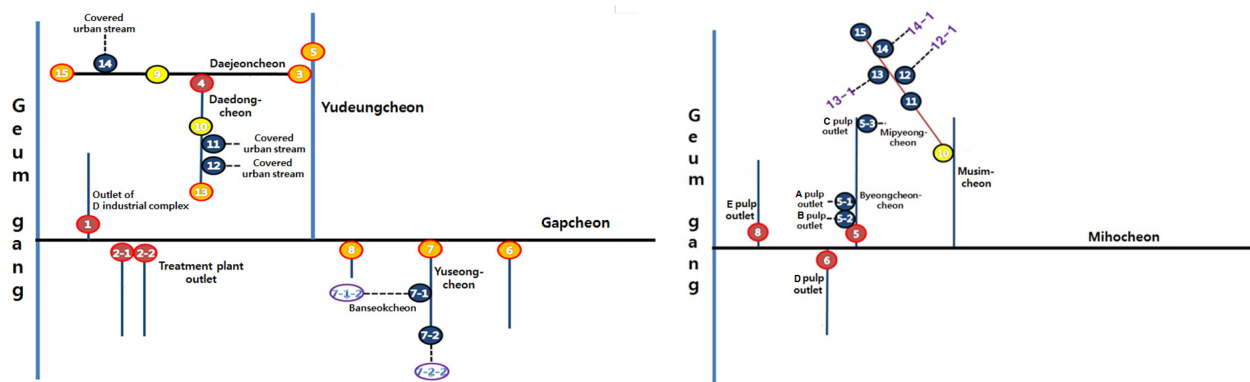 Covered
urban stream
14
15
9
3
5
Daejeoncheon
4
Daedong-
cheon
Yudeungcheon
10
11
Covered
urban stream
12
Covered
urban stream
13
Geum gang
Outlet of
D industrial complex
1
Gapcheon
2-1
2-2
Treatment plant
outlet
8
7
6
Yuseong-
cheon
7-1-2
7-1
Banseokcheon
7-2
7-2-2
Geum gang
15
14
14-1
13
12
12-1
13-1
11
C pulp
outlet
5-3
Mipyeong-
cheon
10
Musim-
cheon
A pulp
outlet
5-1
Byeongcheon-
cheon
B pulp
outlet
5-2
E pulp
outlet
8
5
Mihocheon
6
D pulp
outlet